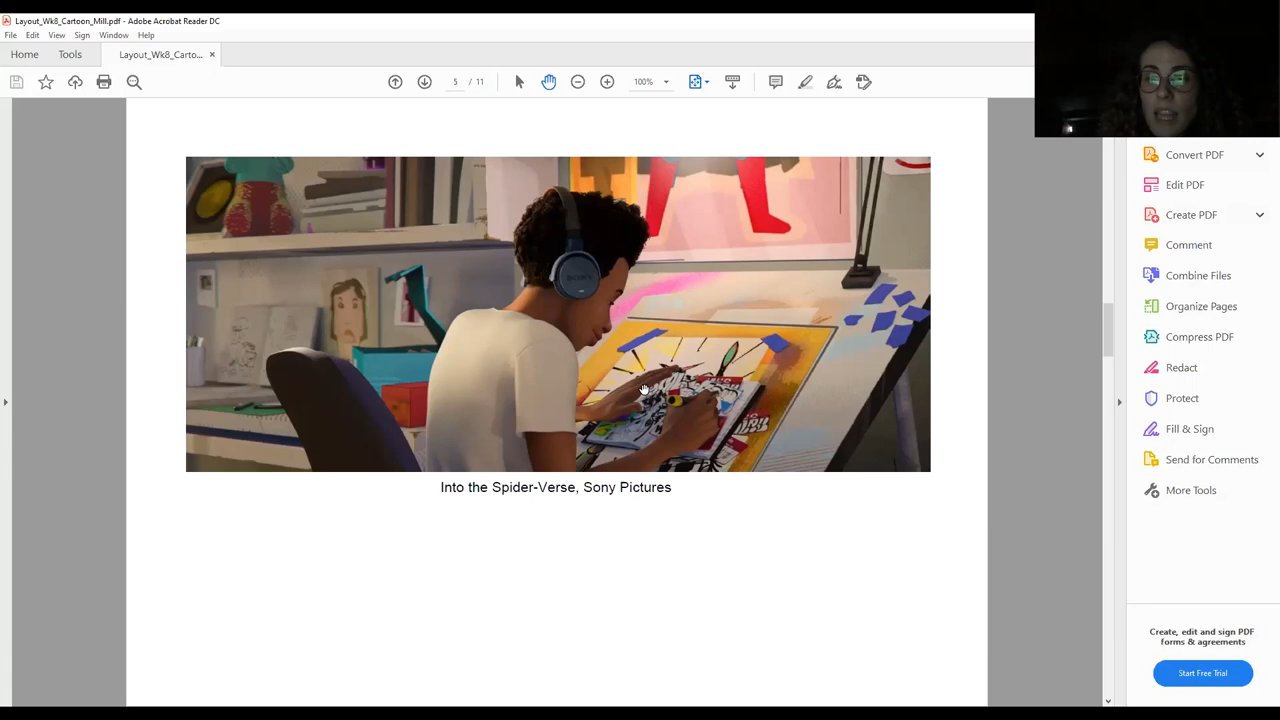 Layout_Wk8_Cartoon_Mill.pdf - Adobe Acrobat Reader DC
File Edit View Sign Window Help
Home Tools Layout_Wk8_Carto... ×
5 / 11 100%
SONY
Into the Spider-Verse, Sony Pictures
Convert PDF
Edit PDF
Create PDF
Comment
Combine Files
Organize Pages
Compress PDF
Redact
Protect
Fill & Sign
Send for Comments
More Tools
Create, edit and sign PDF
forms & agreements
Start Free Trial